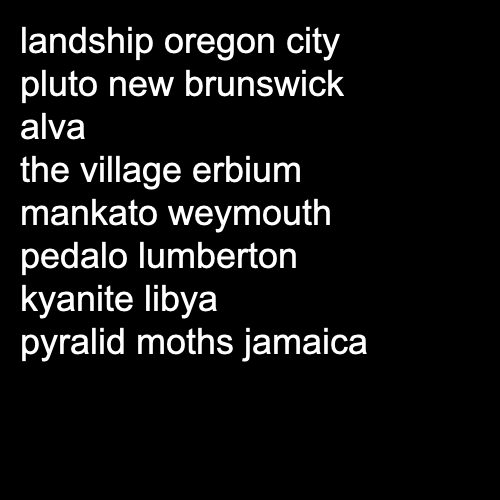 landship oregon city
pluto new brunswick
alva
the village erbium
mankato weymouth
pedalo lumberton
kyanite libya
pyralid moths jamaica